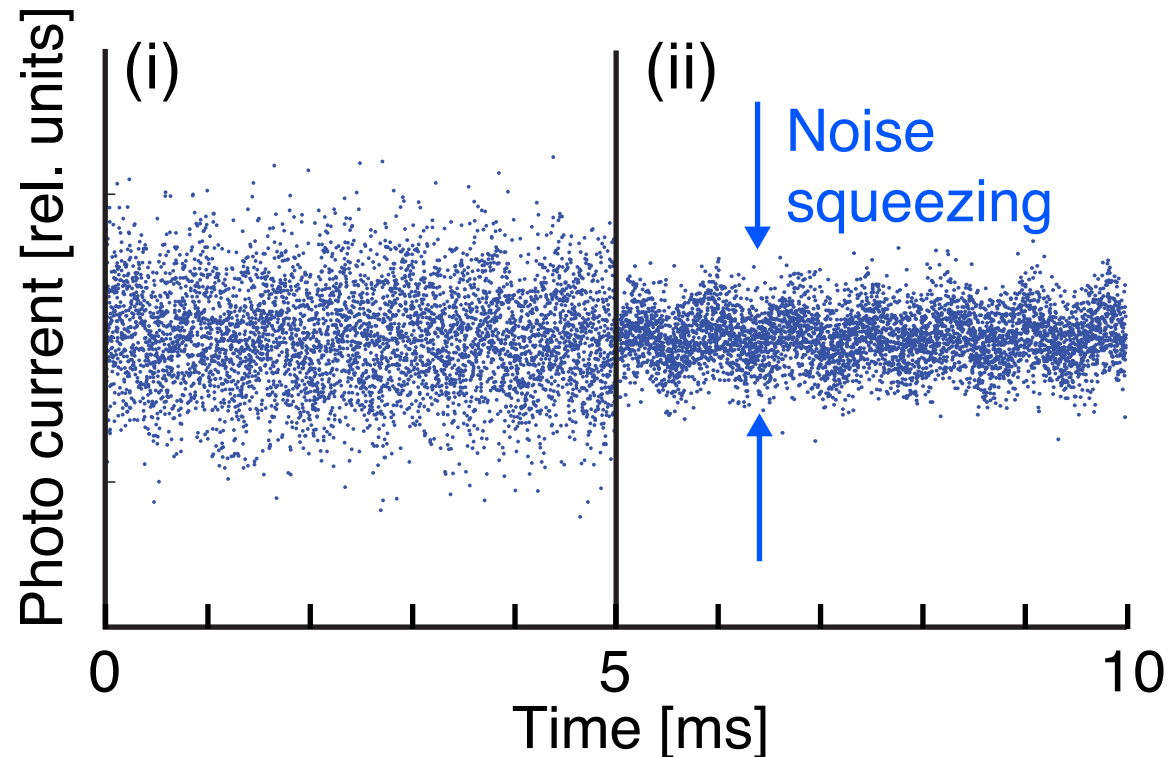 Photo current [rel. units]
(i)
(ii)
Noise
squeezing
0
5
10
Time [ms]